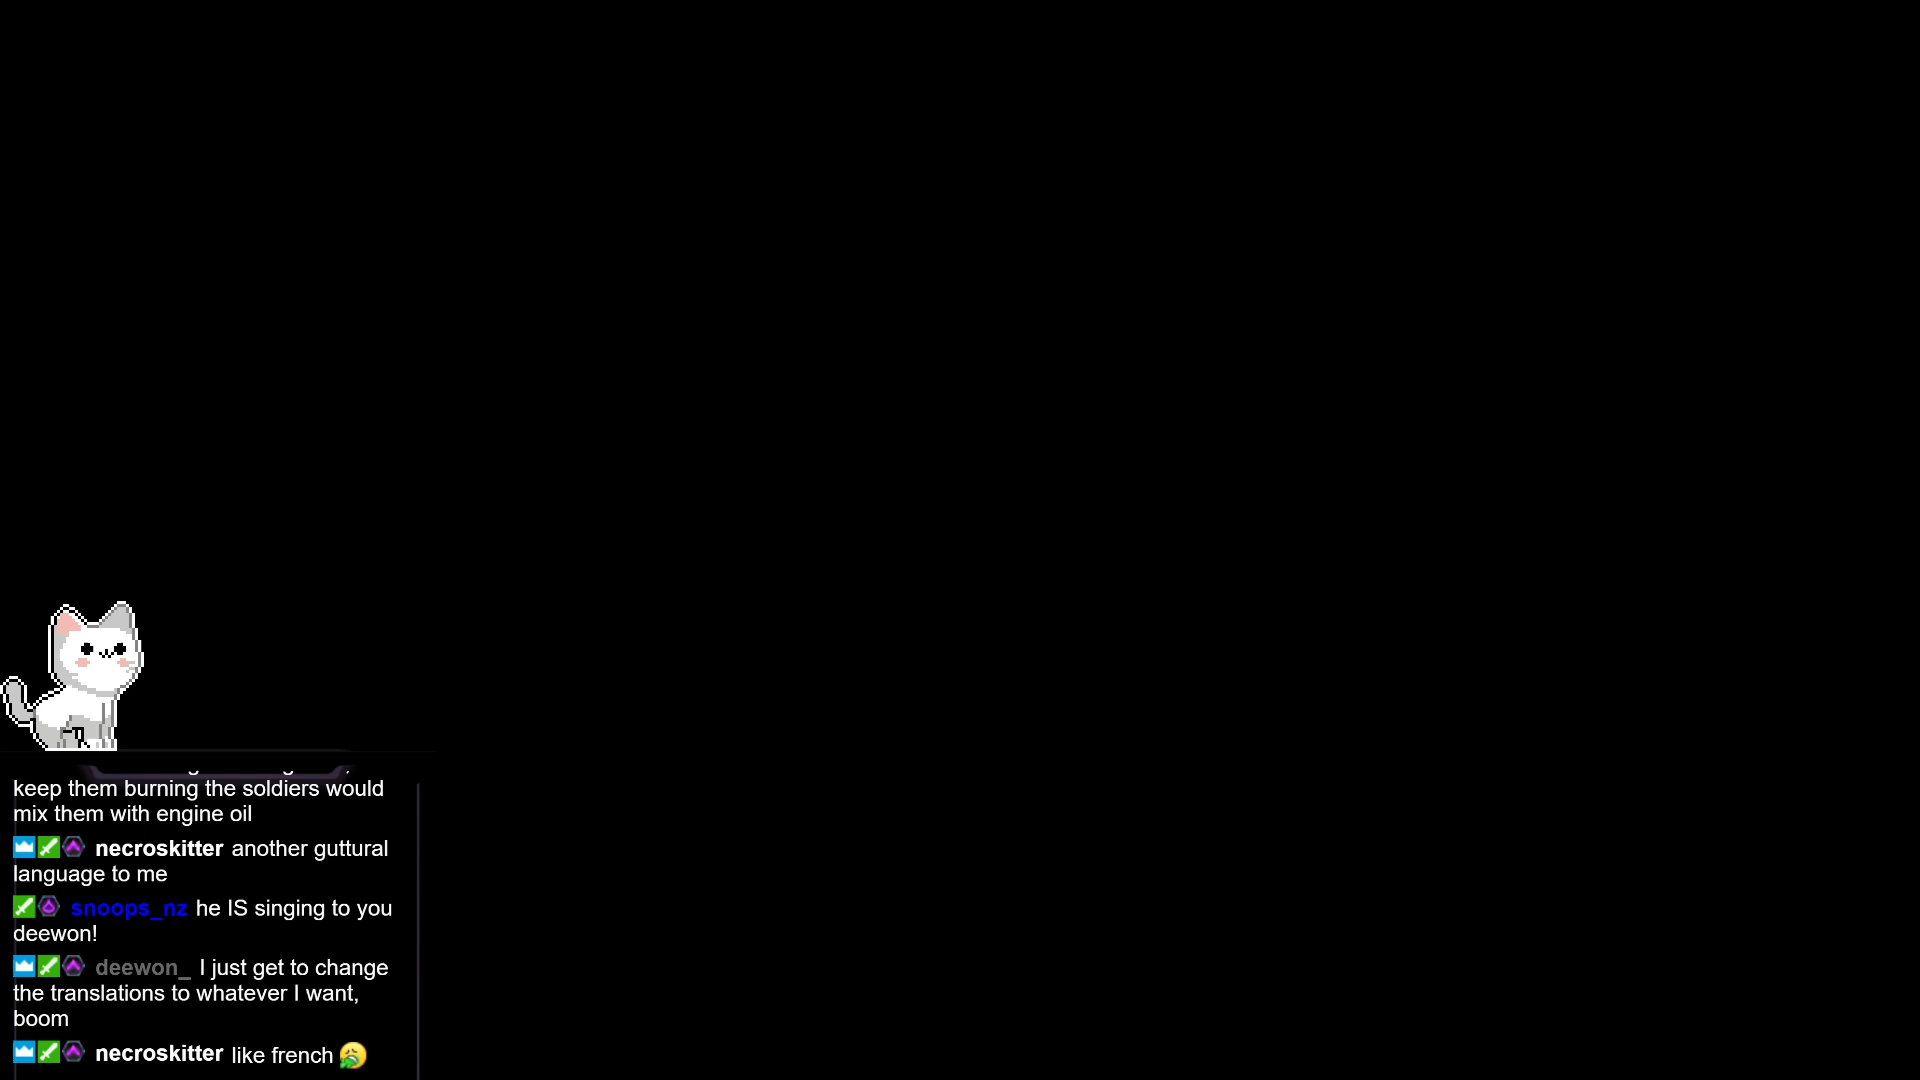 keep them burning the soldiers would
mix them with engine oil
necroskitter another guttural
language to me
snoops_nz he IS singing to you
deewon!
deewon_ I just get to change
the translations to whatever I want,
boom
necroskitter like french